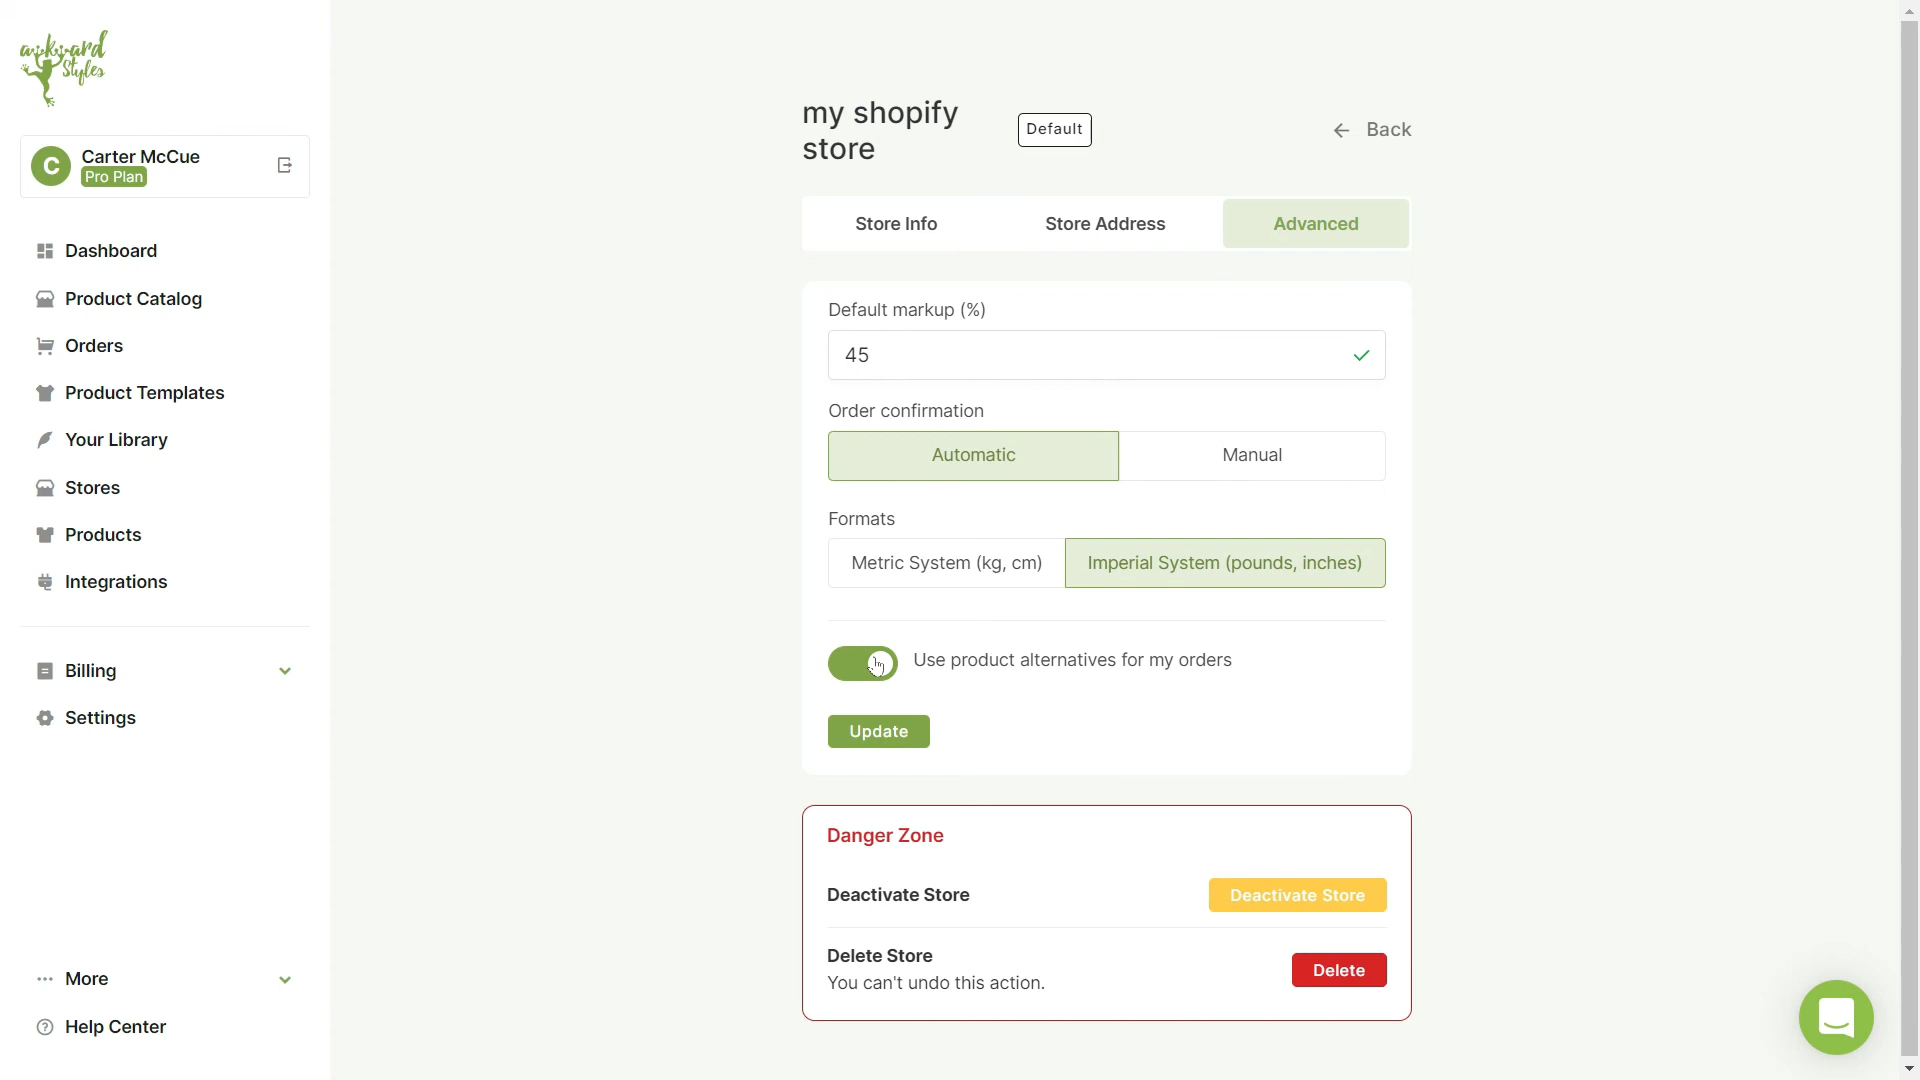 awkward
Styles
C
Carter McCue
Pro Plan
Dashboard
Product Catalog
Orders
Product Templates
Your Library
Stores
Products
Integrations
Billing
Settings
More
Help Center
my shopify
store
Default
Back
Store Info
Store Address
Advanced
Default markup (%)
45
Order confirmation
Automatic
Manual
Formats
Metric System (kg, cm)
Imperial System (pounds, inches)
Use product alternatives for my orders
Update
Danger Zone
Deactivate Store
Deactivate Store
Delete Store
You can't undo this action.
Delete